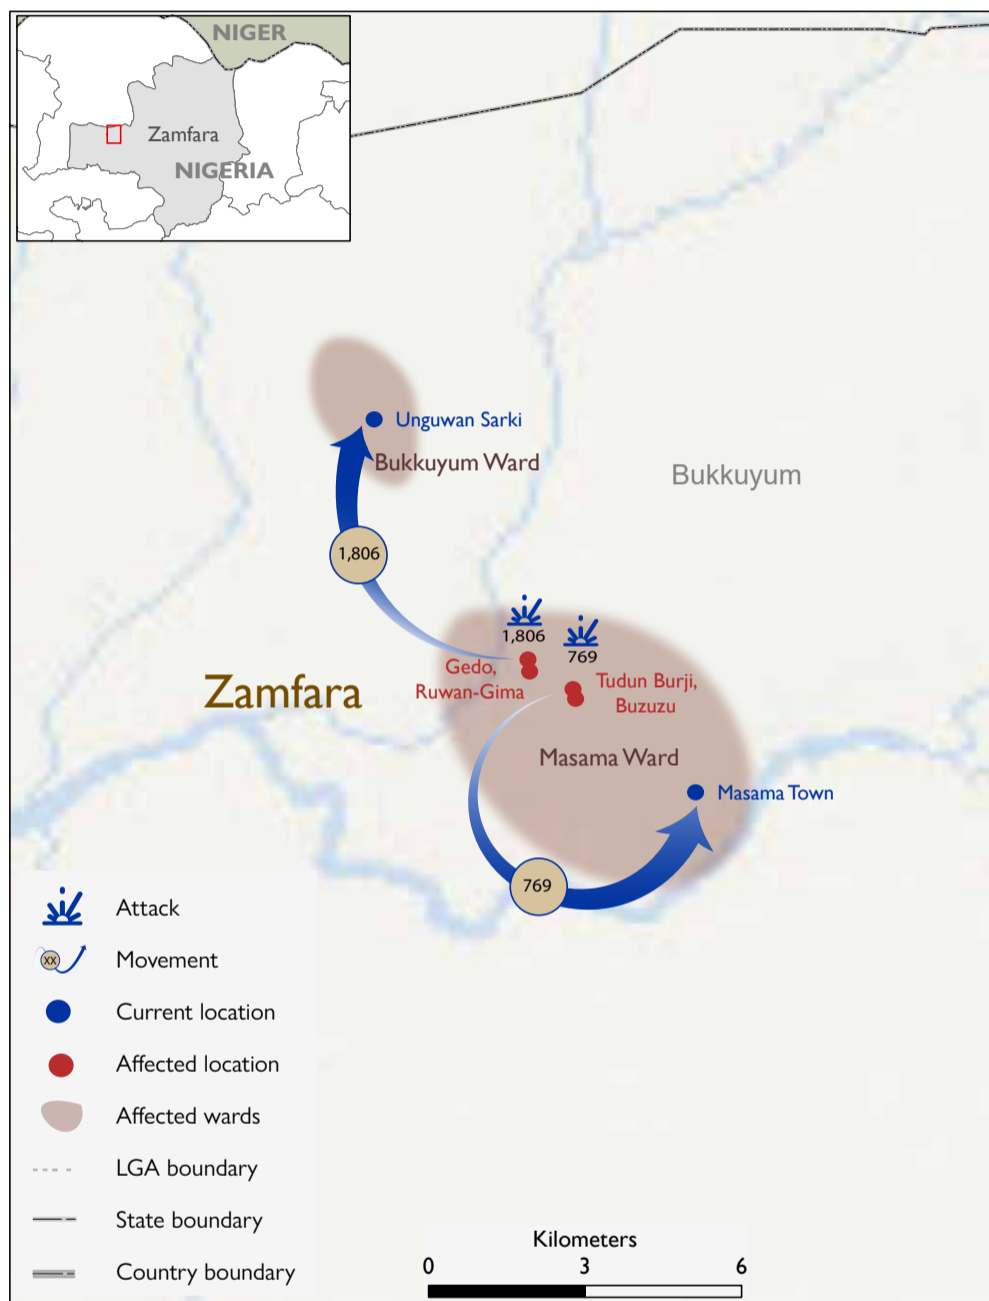 NIGER
Zamfara
NIGERIA
Unguwan Sarki
Bukkuyum Ward
Bukkuyum
1,806
1,806
769
Gedo,
Ruwan-Gima
Tudun Burji,
Buzuzu
Zamfara
Masama Ward
Masama Town
769
Attack
XX
Movement
Current location
Affected location
Affected wards
LGA boundary
State boundary
Country boundary
Kilometers
0 3 6